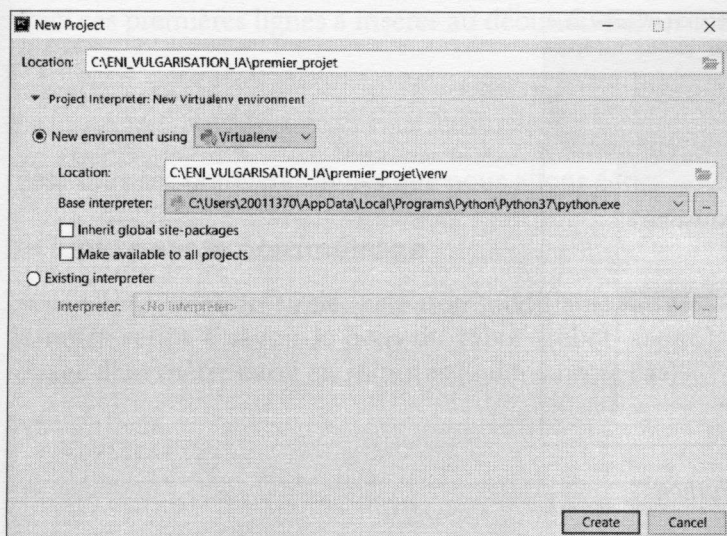 New Project
Location: C:\ENI_VULGARISATION_IA\premier_projet
Project Interpreter: New Virtualenv environment
New environment using Virtualenv
Location: C:\ENI_VULGARISATION_IA\premier_projet\venv
Base interpreter: C:\Users\20011370\AppData\Local\Programs\Python\Python37\python.exe ...
Inherit global site-packages
Make available to all projects
Existing interpreter
Interpreter: <No interpreter> ...
Create Cancel